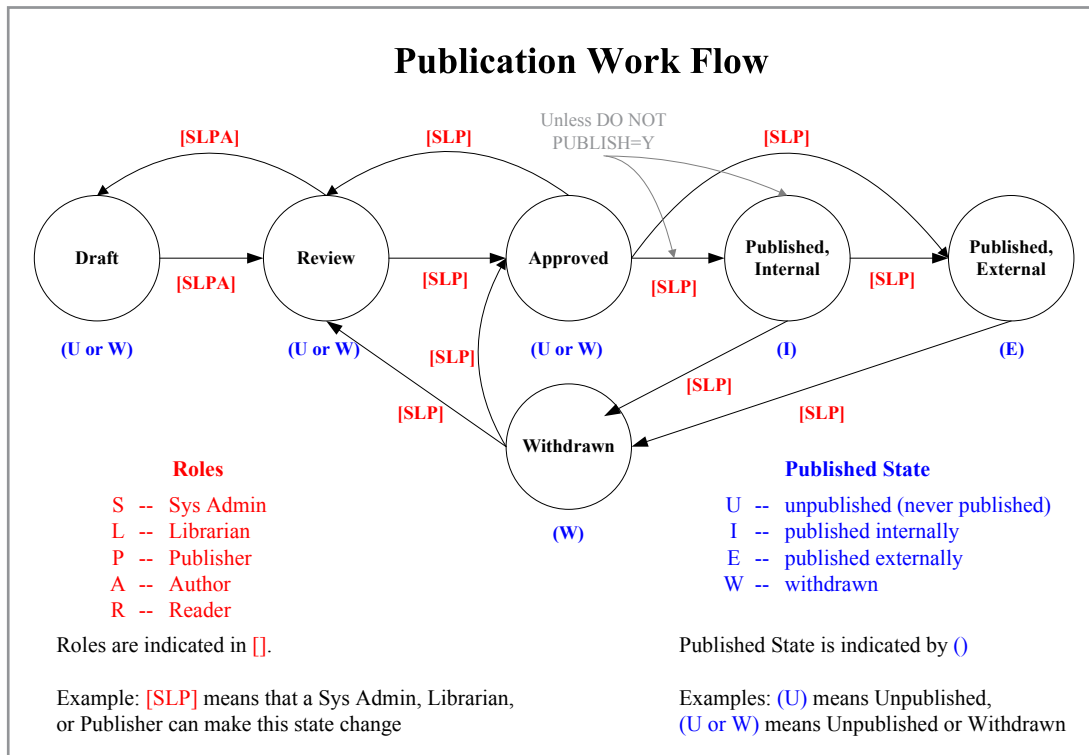 Publication Work Flow
[SLPA]
[SLP]
Unless DO NOT
PUBLISH=Y
[SLP]
Draft
[SLPA]
Review
[SLP]
Approved
[SLP]
Published,
Internal
[SLP]
Published,
External
(U or W)
(U or W)
(U or W)
(I)
(E)
[SLP]
[SLP]
[SLP]
[SLP]
Withdrawn
(W)
Roles
S -- Sys Admin
L -- Librarian
P -- Publisher
A -- Author
R -- Reader
Roles are indicated in [].
Example: [SLP] means that a Sys Admin, Librarian,
or Publisher can make this state change
Published State
U -- unpublished (never published)
I -- published internally
E -- published externally
W -- withdrawn
Published State is indicated by ()
Examples: (U) means Unpublished,
(U or W) means Unpublished or Withdrawn